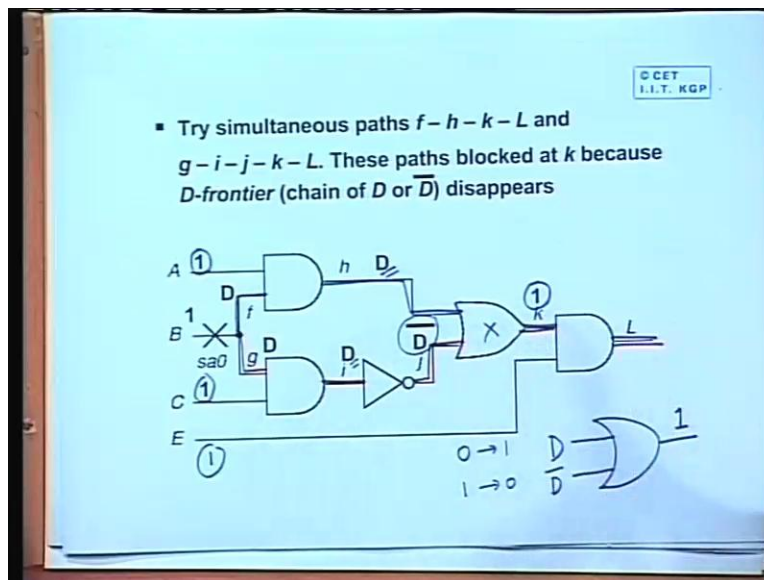 © CET
I.I.T. KGP
▪ Try simultaneous paths f – h – k – L and
g – i – j – k – L. These paths blocked at k because
D-frontier (chain of D or D̅) disappears
A 1
h D
1
k
D
f
1
B
sa0
g D
D
i
D̅
j
L
C 1
E
1
0→1 D
1→0 D̅
1